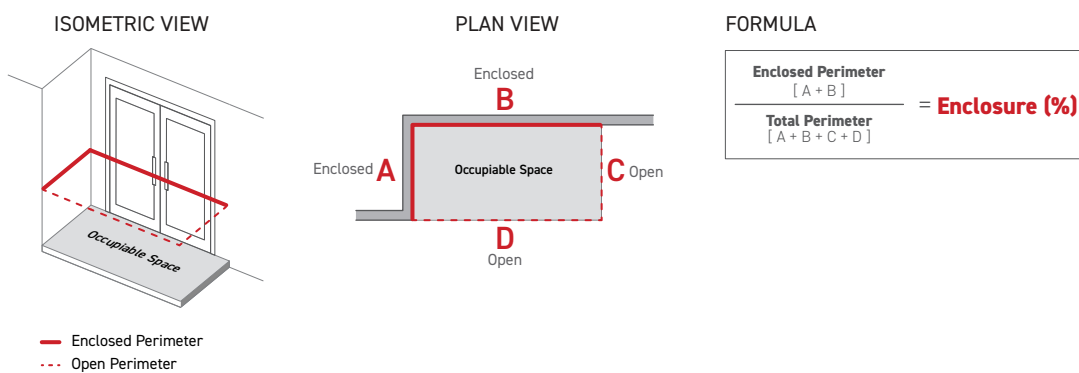 ISOMETRIC VIEW
Occupiable Space
Enclosed Perimeter
Open Perimeter
PLAN VIEW
Enclosed
B
Enclosed A
Occupiable Space
C Open
D
Open
FORMULA
Enclosed Perimeter
[ A + B ]
= Enclosure (%)
Total Perimeter
[ A + B + C + D ]